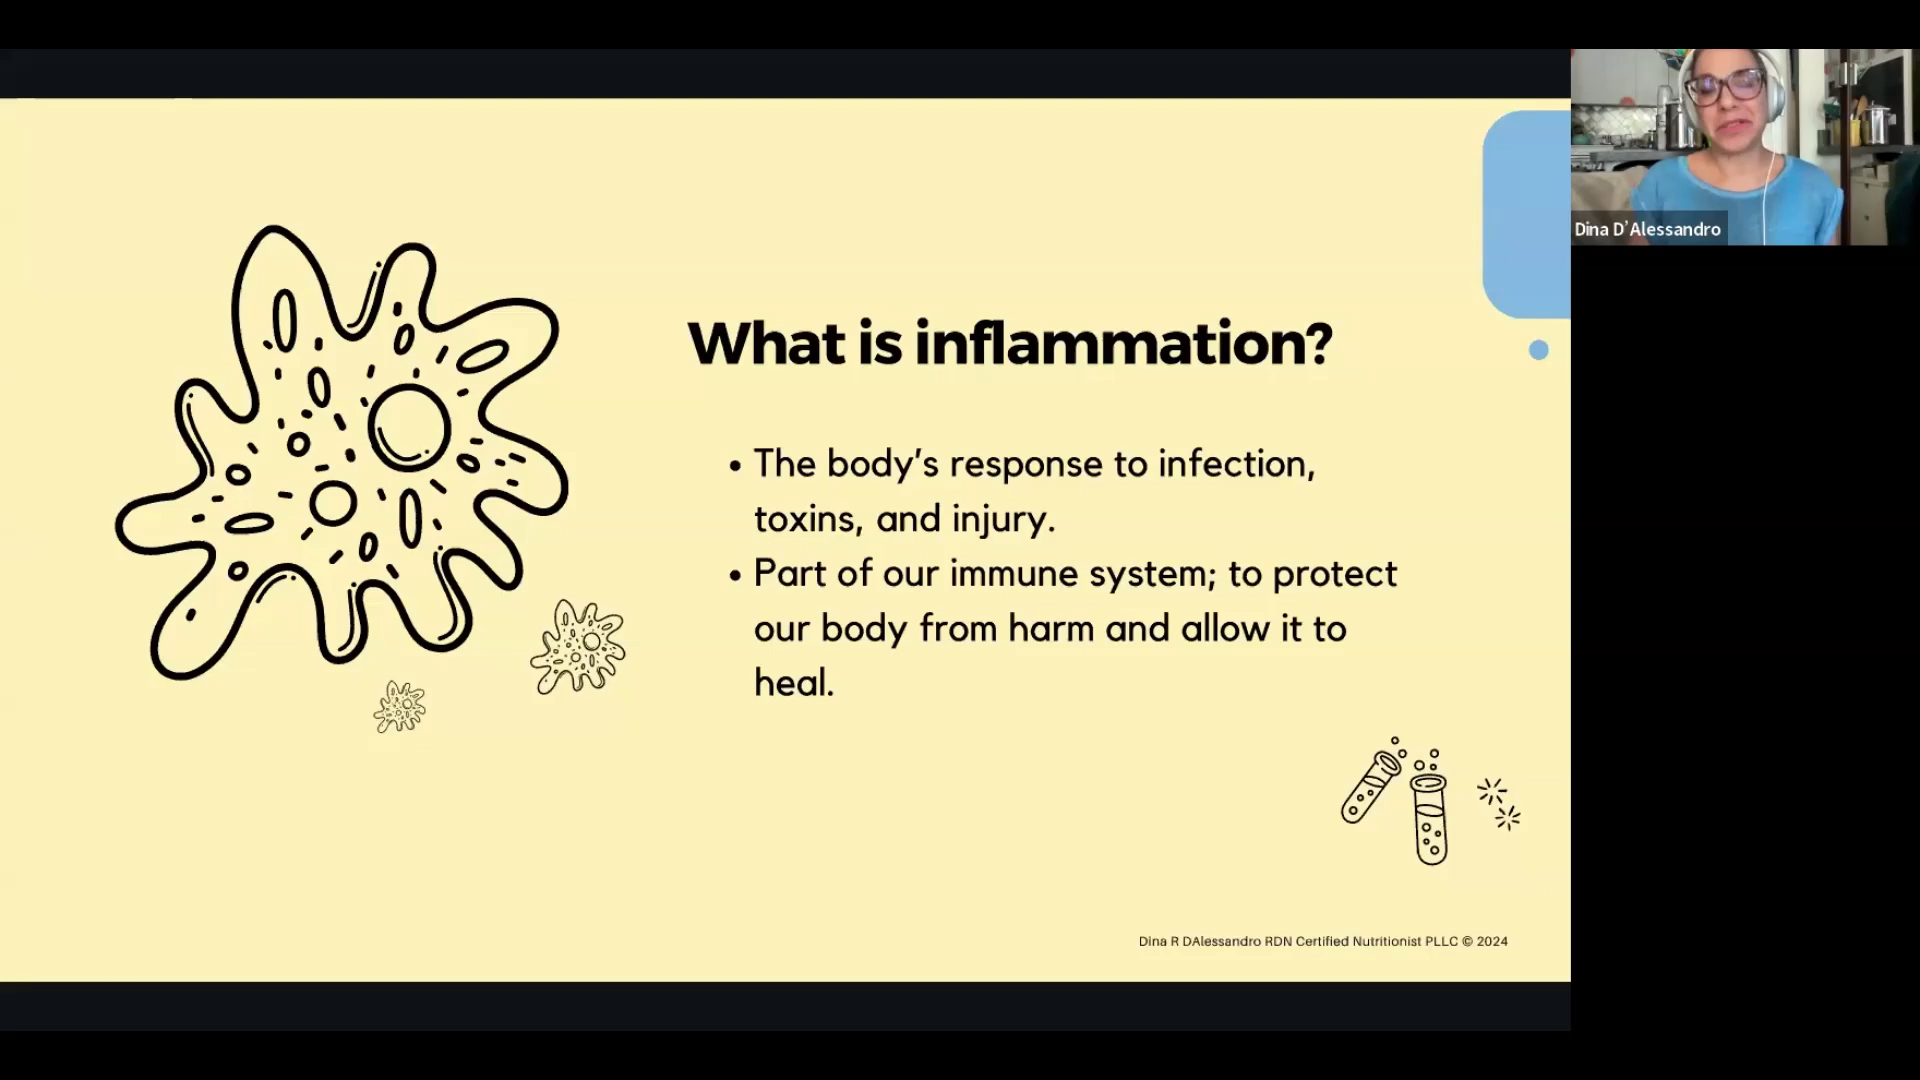 Dina D’Alessandro
What is inflammation?
• The body’s response to infection,
toxins, and injury.
• Part of our immune system; to protect
our body from harm and allow it to
heal.
Dina R DAlessandro RDN Certified Nutritionist PLLC © 2024